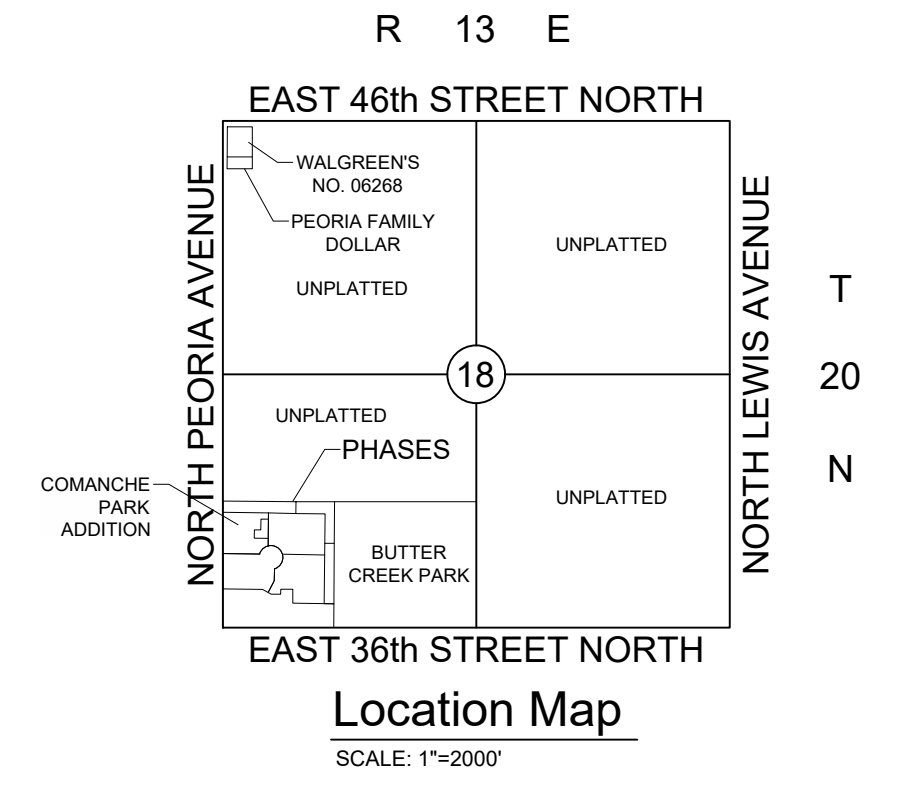 R 13 E
EAST 46th STREET NORTH
WALGREEN'S
NO. 06268
PEORIA FAMILY
DOLLAR
UNPLATTED
UNPLATTED
NORTH PEORIA AVENUE
NORTH LEWIS AVENUE
T
20
N
18
UNPLATTED
PHASES
COMANCHE
PARK
ADDITION
UNPLATTED
BUTTER
CREEK PARK
EAST 36th STREET NORTH
Location Map
SCALE: 1"=2000'